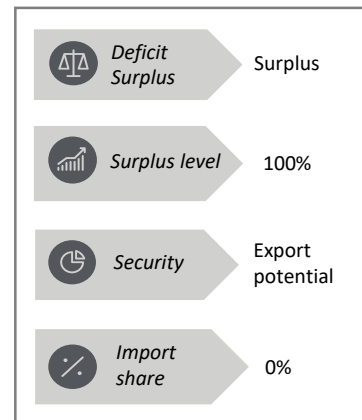 Deficit
Surplus
Surplus
Surplus level
100%
Security
Export
potential
Import
share
0%